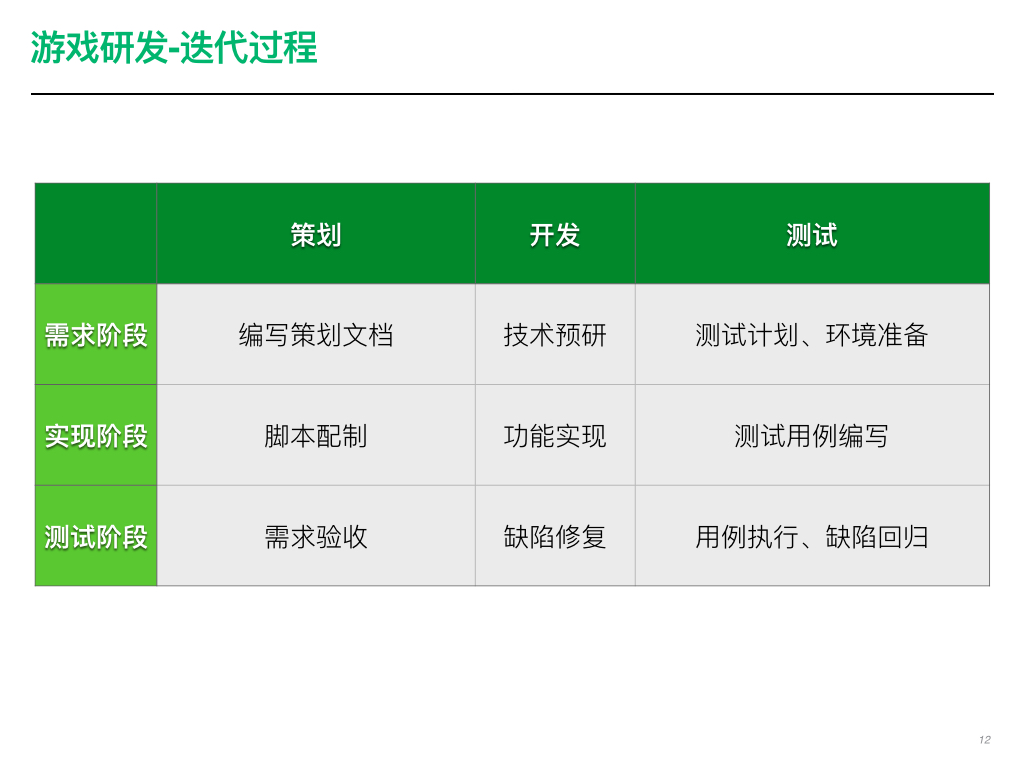 游戏研发-迭代过程
策划 开发 测试
需求阶段 编写策划文档 技术预研 测试计划、环境准备
实现阶段 脚本配制 功能实现 测试用例编写
测试阶段 需求验收 缺陷修复 用例执行、缺陷回归
12